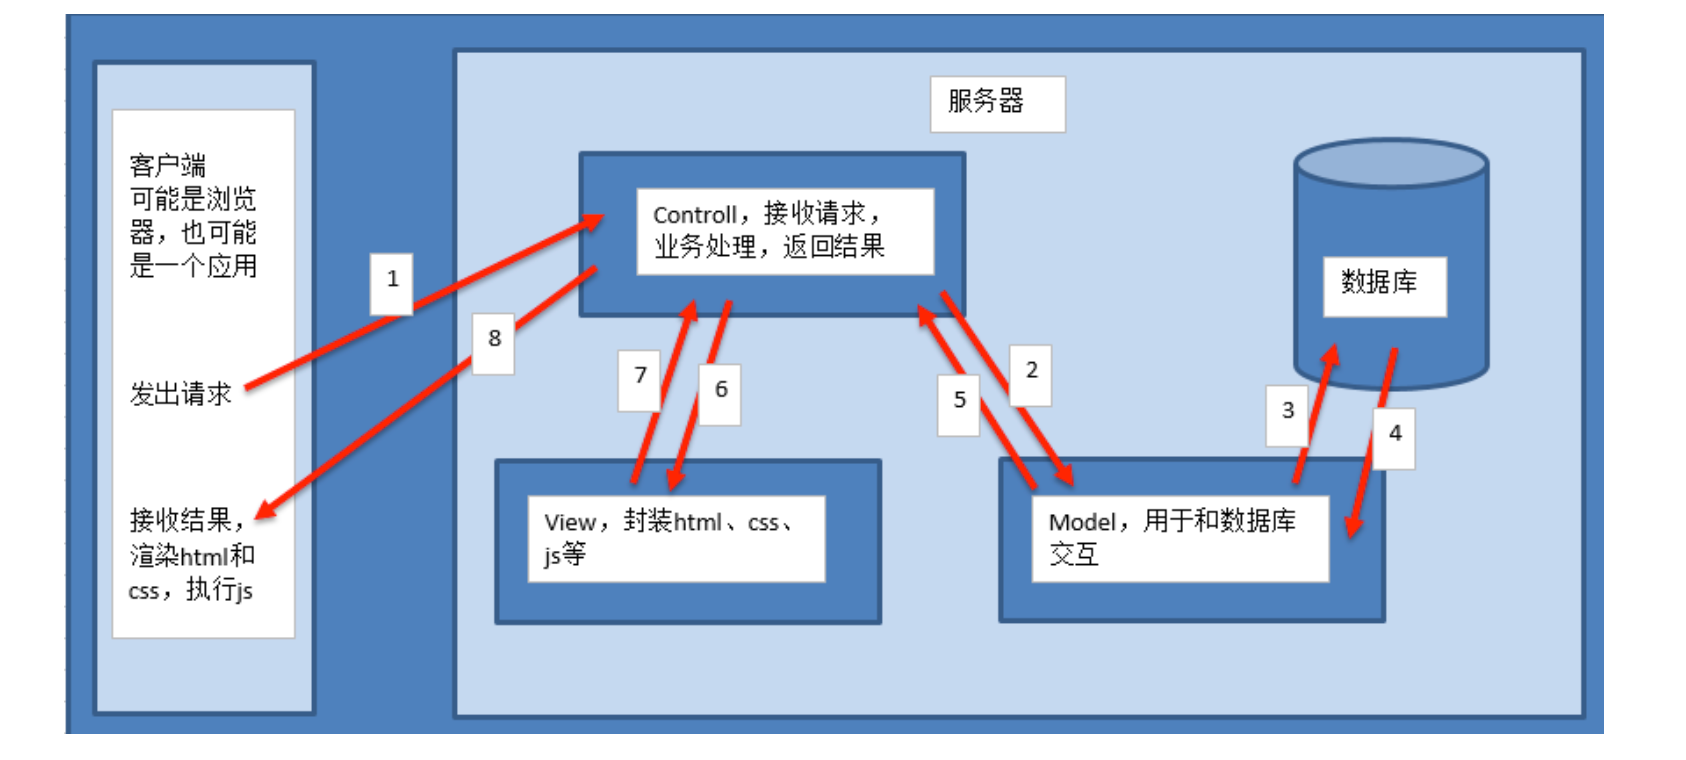 服务器
客户端
可能是浏览
器，也可能
是一个应用
发出请求
接收结果，
渲染html和
css，执行js
1
8
Controll，接收请求，
业务处理，返回结果
7
6
5
2
3
4
数据库
View，封装html、css、
js等
Model，用于和数据库
交互